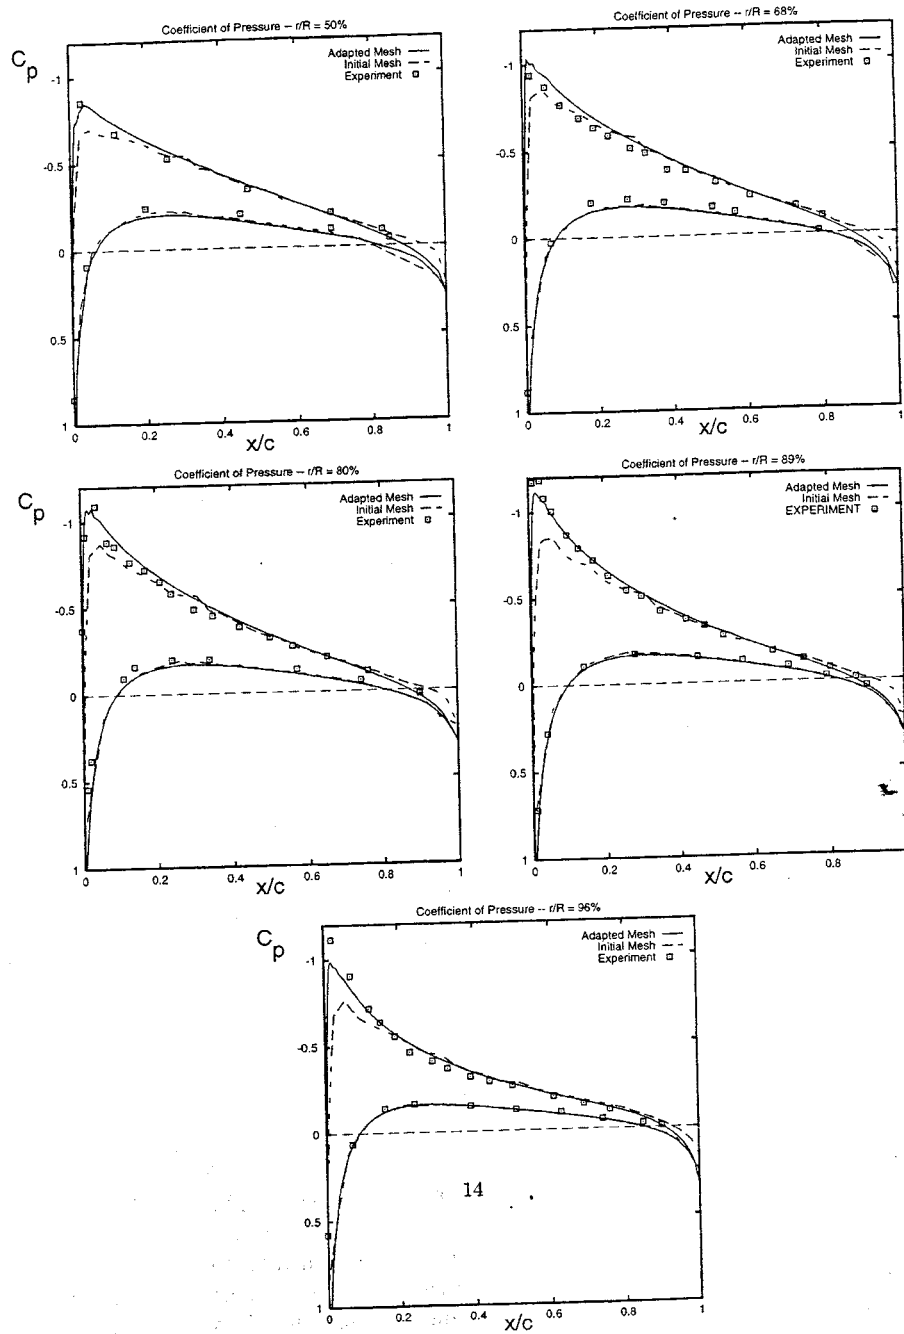 Coefficient of Pressure -- r/R = 50%
C
p
Adapted Mesh
Initial Mesh
Experiment
-1
-0.5
0
0.5
1
0 0.2 0.4 0.6 0.8 1
x/c
Coefficient of Pressure -- r/R = 68%
Adapted Mesh
Initial Mesh
Experiment
-1
-0.5
0
0.5
1
0 0.2 0.4 0.6 0.8 1
x/c
Coefficient of Pressure -- r/R = 80%
C
p
Adapted Mesh
Initial Mesh
Experiment
-1
-0.5
0
0.5
1
0 0.2 0.4 0.6 0.8 1
x/c
Coefficient of Pressure -- r/R = 89%
Adapted Mesh
Initial Mesh
EXPERIMENT
-1
-0.5
0
0.5
1
0 0.2 0.4 0.6 0.8 1
x/c
Coefficient of Pressure -- r/R = 96%
C
p
Adapted Mesh
Initial Mesh
Experiment
-1
-0.5
0
0.5
1
0 0.2 0.4 0.6 0.8 1
x/c
14